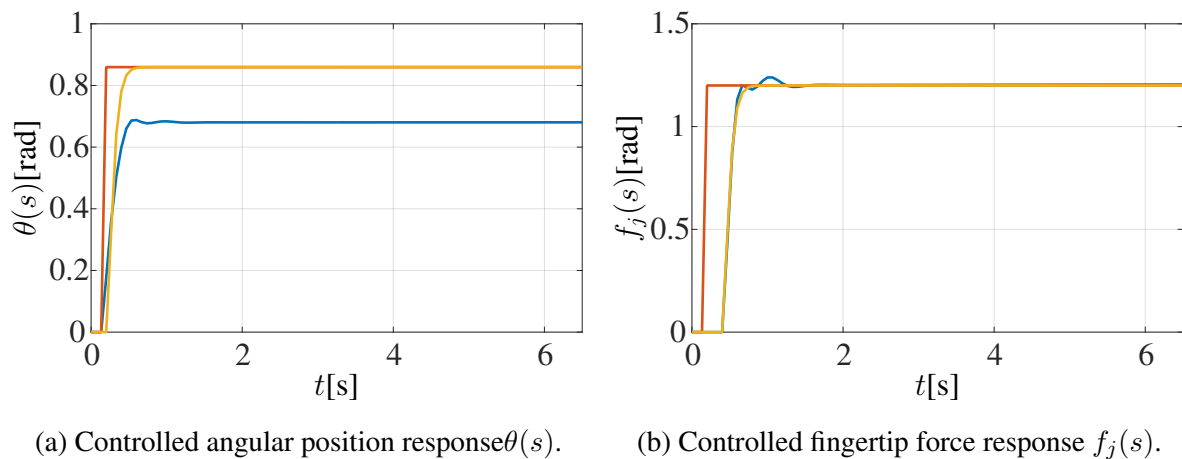 1
0.8
0.6
0.4
0.2
0
θ(s)[rad]
0 2 4 6
t[s]
(a) Controlled angular position responseθ(s).
1.5
1
0.5
0
f_j(s)[rad]
0 2 4 6
t[s]
(b) Controlled fingertip force response f_j(s).